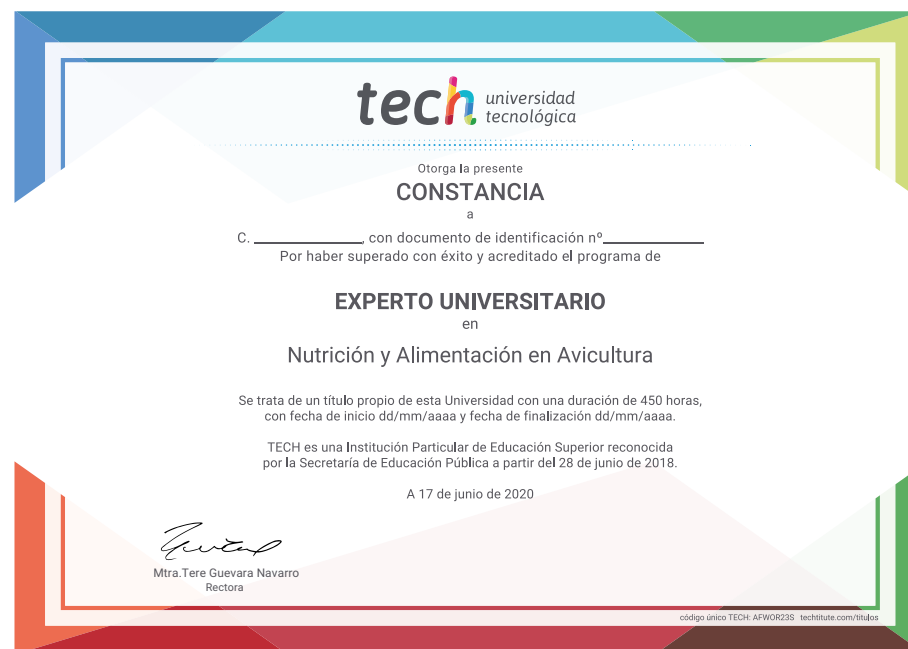 tech universidad
tecnológica
Otorga la presente
CONSTANCIA
a
C. ____________, con documento de identificación nº____________
Por haber superado con éxito y acreditado el programa de
EXPERTO UNIVERSITARIO
en
Nutrición y Alimentación en Avicultura
Se trata de un título propio de esta Universidad con una duración de 450 horas,
con fecha de inicio dd/mm/aaaa y fecha de finalización dd/mm/aaaa.
TECH es una Institución Particular de Educación Superior reconocida
por la Secretaría de Educación Pública a partir del 28 de junio de 2018.
A 17 de junio de 2020
Mtra.Tere Guevara Navarro
Rectora
código único TECH: AFWOR23S techtitute.com/titulos